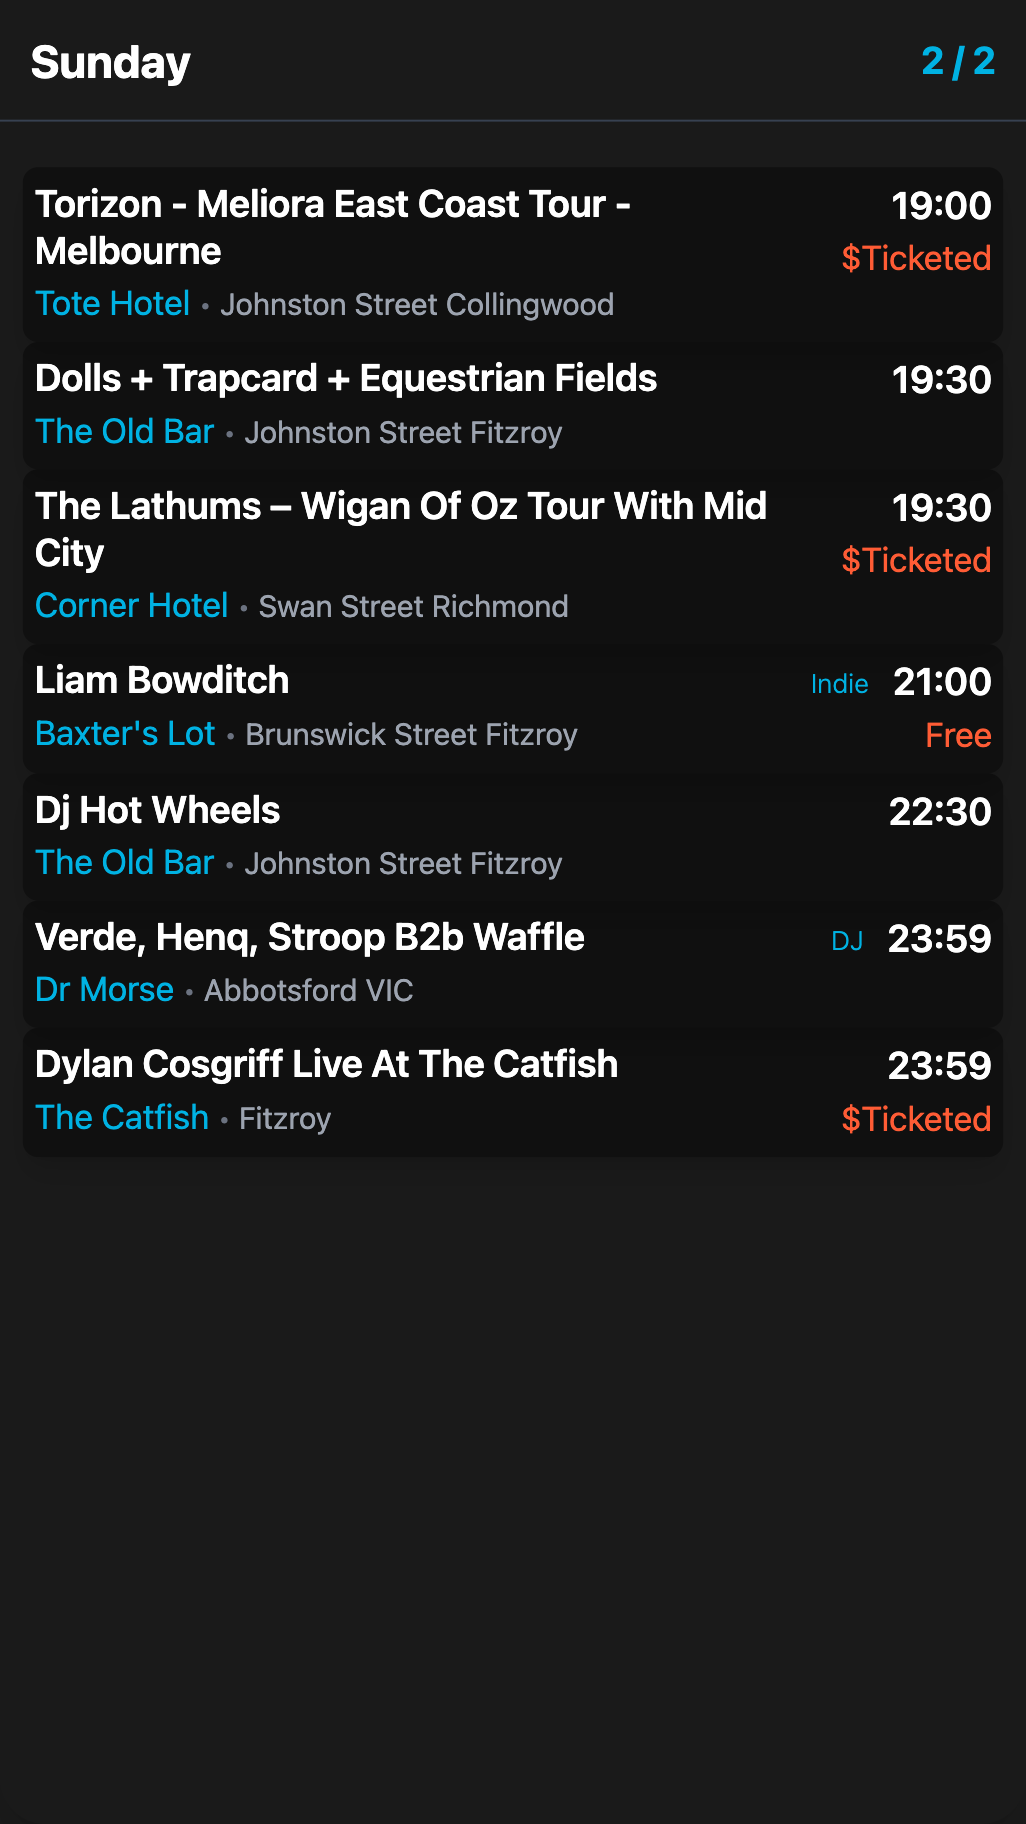 Sunday
2 / 2
Torizon - Meliora East Coast Tour -
Melbourne
19:00
$Ticketed
Tote Hotel • Johnston Street Collingwood
Dolls + Trapcard + Equestrian Fields
19:30
The Old Bar • Johnston Street Fitzroy
The Lathums – Wigan Of Oz Tour With Mid
City
19:30
$Ticketed
Corner Hotel • Swan Street Richmond
Liam Bowditch
Indie 21:00
Baxter's Lot • Brunswick Street Fitzroy
Free
Dj Hot Wheels
22:30
The Old Bar • Johnston Street Fitzroy
Verde, Henq, Stroop B2b Waffle
DJ 23:59
Dr Morse • Abbotsford VIC
Dylan Cosgriff Live At The Catfish
23:59
The Catfish • Fitzroy
$Ticketed